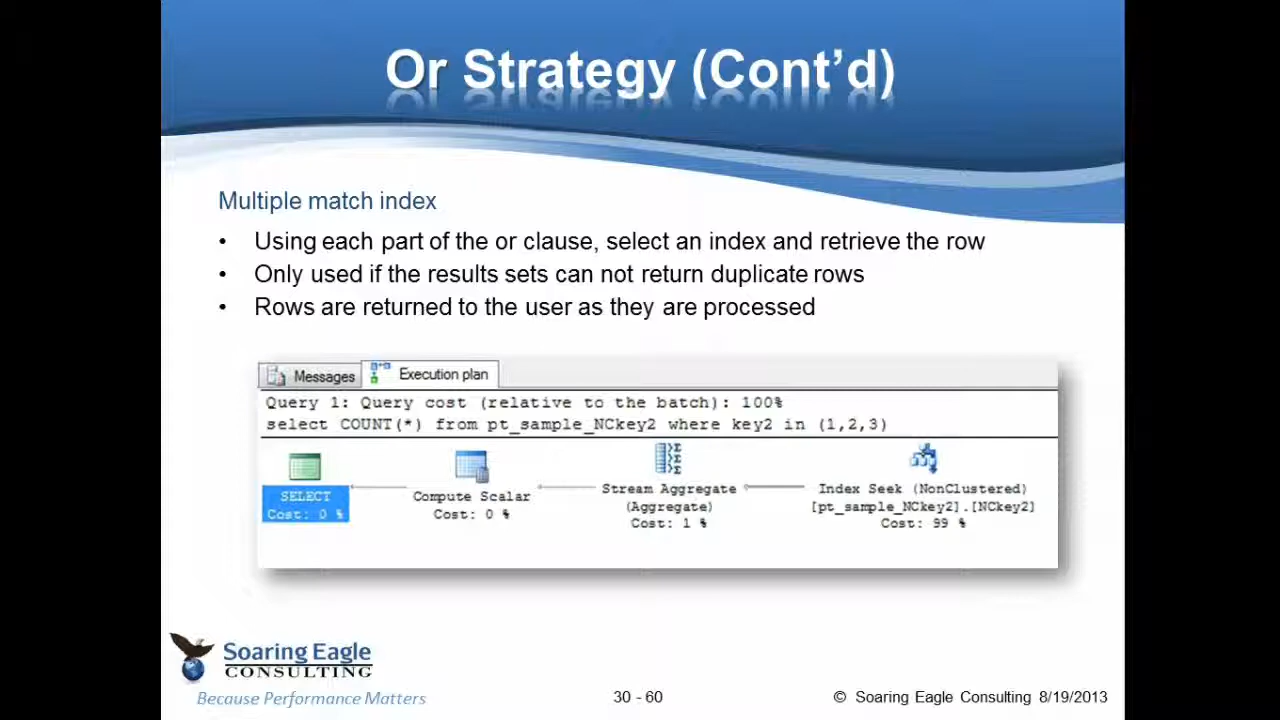 Or Strategy (Cont’d)
Multiple match index
• Using each part of the or clause, select an index and retrieve the row
• Only used if the results sets can not return duplicate rows
• Rows are returned to the user as they are processed
Messages Execution plan
Query 1: Query cost (relative to the batch): 100%
select COUNT(*) from pt_sample_NCkey2 where key2 in (1,2,3)
SELECT
Cost: 0 %
Compute Scalar
Cost: 0 %
Stream Aggregate
(Aggregate)
Cost: 1 %
Index Seek (NonClustered)
[pt_sample_NCkey2].[NCkey2]
Cost: 99 %
Soaring Eagle
CONSULTING
Because Performance Matters
30 - 60
© Soaring Eagle Consulting 8/19/2013